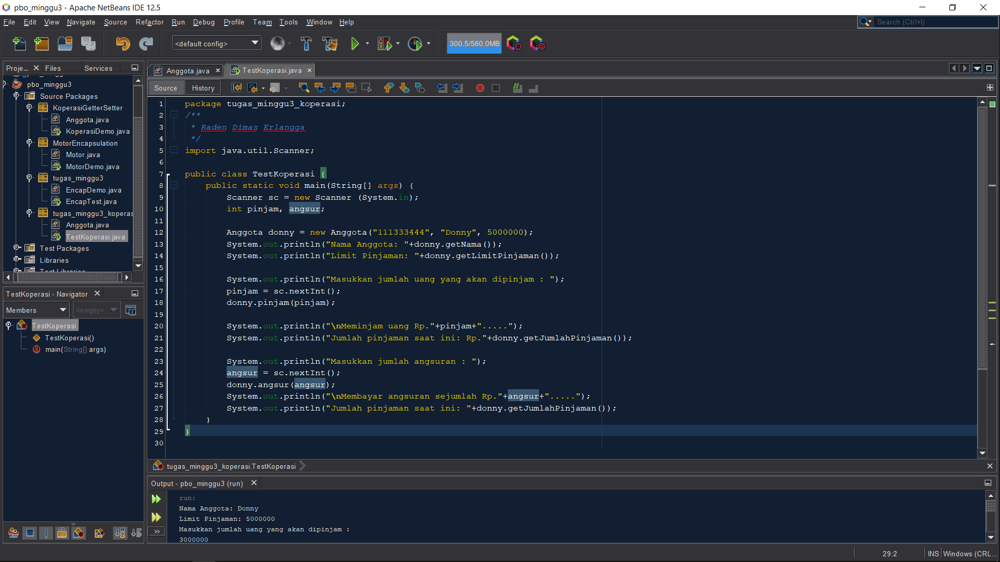 pbo_minggu3 - Apache NetBeans IDE 12.5
File Edit View Navigate Source Refactor Run Debug Profile Team Tools Window Help
Search (Ctrl+I)
<default config>
300.5/560.0MB
Proje... Files Services
pbo_minggu3
Source Packages
KoperasiGetterSetter
Anggota.java
KoperasiDemo.java
MotorEncapsulation
Motor.java
MotorDemo.java
tugas_minggu3
EncapDemo.java
EncapTest.java
tugas_minggu3_koperas
Anggota.java
TestKoperasi.java
Test Packages
Libraries
Test Libraries
TestKoperasi - Navigator
Members <empty>
TestKoperasi
TestKoperasi()
main(String[] args)
Anggota.java TestKoperasi.java
Source History
1 package tugas_minggu3_koperasi;
2 /**
3 * Raden Dimas Erlangga
4 */
5 import java.util.Scanner;
6
7 public class TestKoperasi {
8 public static void main(String[] args) {
9 Scanner sc = new Scanner (System.in);
10 int pinjam, angsur;
11
12 Anggota donny = new Anggota("111333444", "Donny", 5000000);
13 System.out.println("Nama Anggota: "+donny.getNama());
14 System.out.println("Limit Pinjaman: "+donny.getLimitPinjaman());
15
16 System.out.println("Masukkan jumlah uang yang akan dipinjam : ");
17 pinjam = sc.nextInt();
18 donny.pinjam(pinjam);
19
20 System.out.println("\nMeminjam uang Rp."+pinjam+".....");
21 System.out.println("Jumlah pinjaman saat ini: Rp."+donny.getJumlahPinjaman());
22
23 System.out.println("Masukkan jumlah angsuran : ");
24 angsur = sc.nextInt();
25 donny.angsur(angsur);
26 System.out.println("\nMembayar angsuran sejumlah Rp."+angsur+".....");
27 System.out.println("Jumlah pinjaman saat ini: "+donny.getJumlahPinjaman());
28 }
29 }
30
tugas_minggu3_koperasi.TestKoperasi
Output - pbo_minggu3 (run)
run:
Nama Anggota: Donny
Limit Pinjaman: 5000000
Masukkan jumlah uang yang akan dipinjam :
3000000
29:2 INS Windows (CRL...